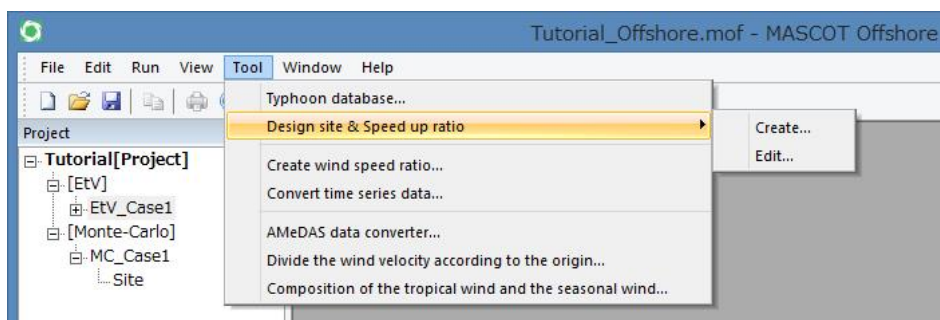 Tutorial_Offshore.mof - MASCOT Offshore
File Edit Run View Tool Window Help
Project
Tutorial[Project]
[EtV]
EtV_Case1
[Monte-Carlo]
MC_Case1
Site
Typhoon database...
Design site & Speed up ratio
Create wind speed ratio...
Convert time series data...
AMeDAS data converter...
Divide the wind velocity according to the origin...
Composition of the tropical wind and the seasonal wind...
Create...
Edit...